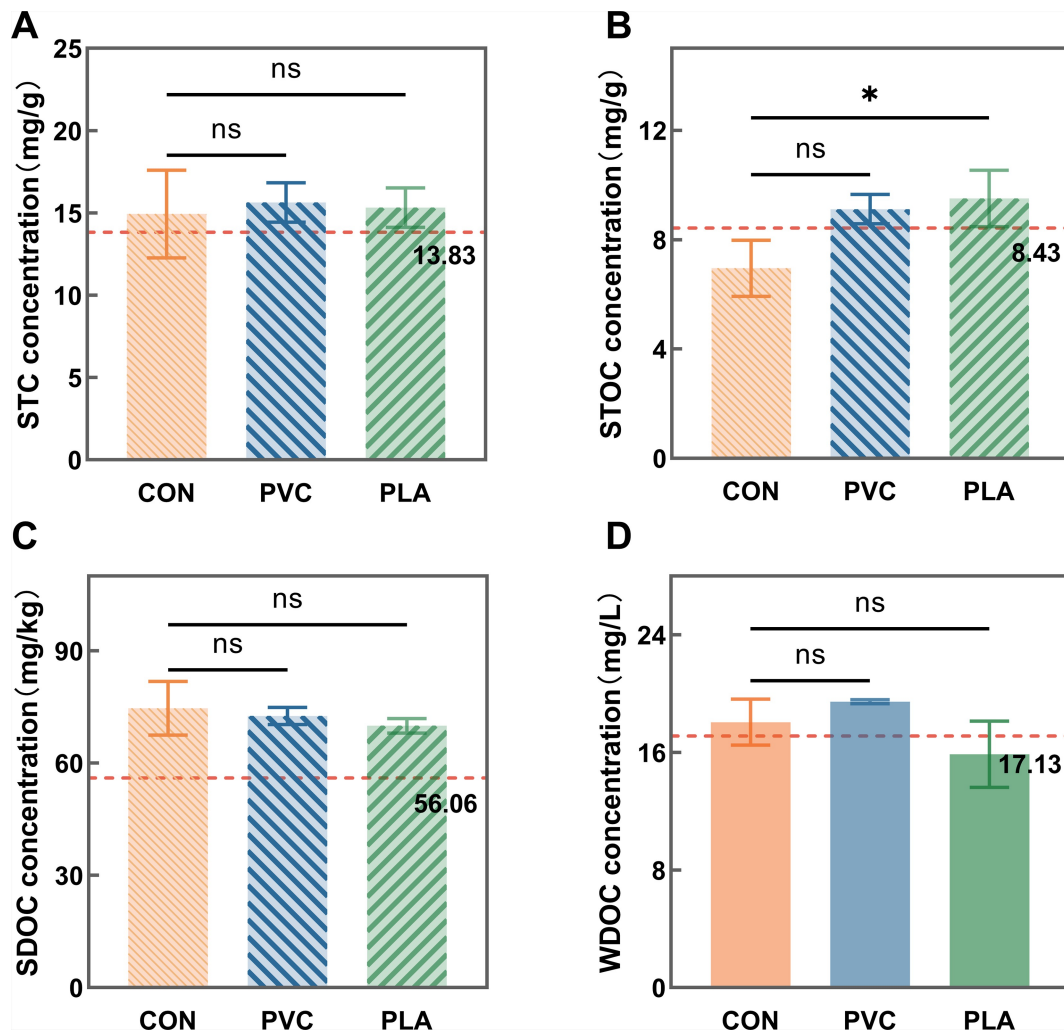 A
STC concentration（mg/g）
25
20
15
10
5
0
ns
ns
13.83
CON PVC PLA
B
STOC concentration（mg/g）
12
8
4
0
*
ns
8.43
CON PVC PLA
C
SDOC concentration（mg/kg）
90
60
30
0
ns
ns
56.06
CON PVC PLA
D
WDOC concentration（mg/L）
24
16
8
0
ns
ns
17.13
CON PVC PLA